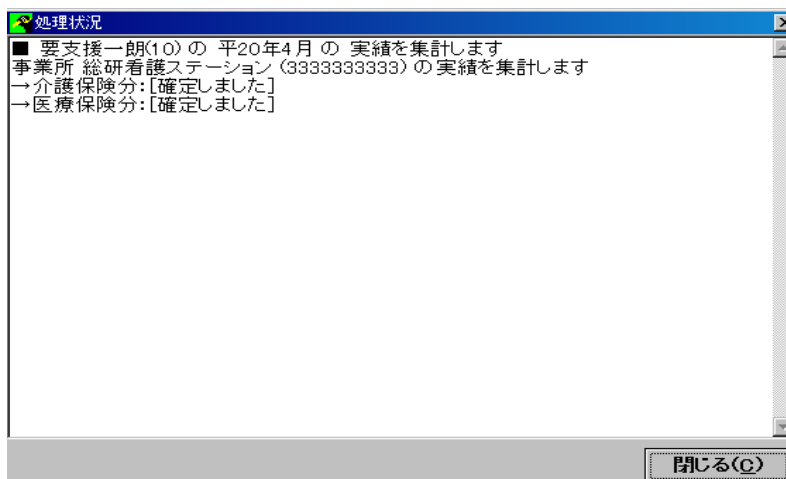 処理状況
■ 要支援一朗(10) の 平20年4月 の 実績を集計します
事業所 総研看護ステーション (3333333333) の実績を集計します
→介護保険分:[確定しました]
→医療保険分:[確定しました]
閉じる(C)